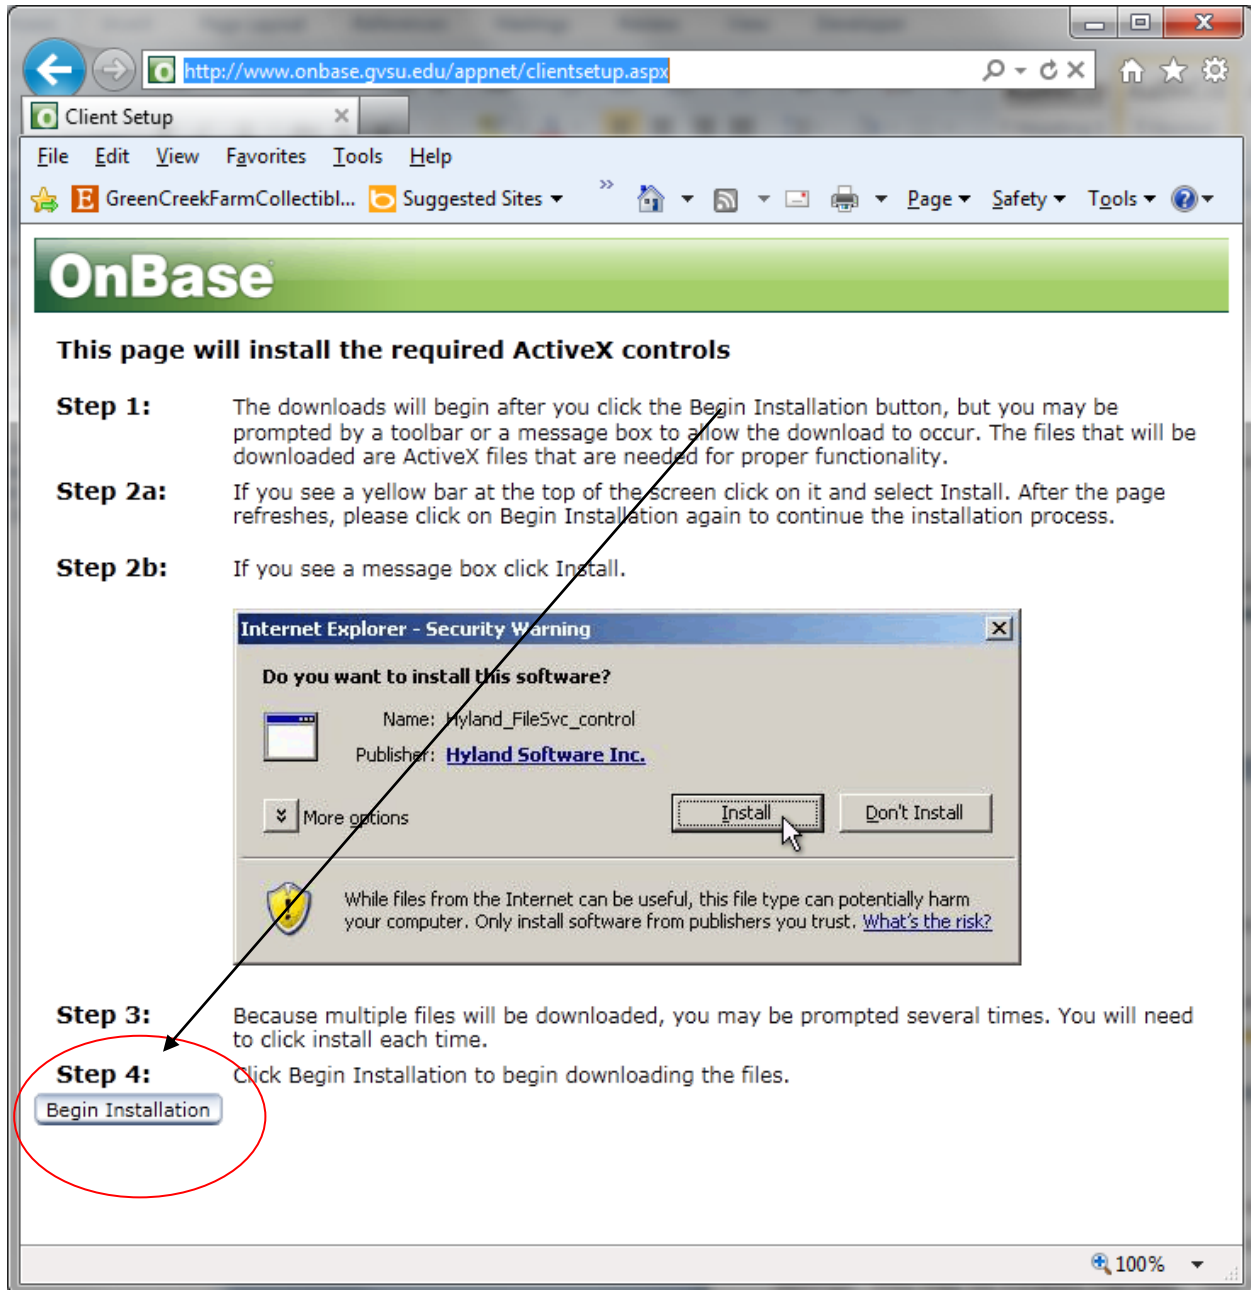 http://www.onbase.gvsu.edu/appnet/clientsetup.aspx
Client Setup
File Edit View Favorites Tools Help
GreenCreekFarmCollectibl... Suggested Sites Page Safety Tools
OnBase
This page will install the required ActiveX controls
Step 1: The downloads will begin after you click the Begin Installation button, but you may be
prompted by a toolbar or a message box to allow the download to occur. The files that will be
downloaded are ActiveX files that are needed for proper functionality.
Step 2a: If you see a yellow bar at the top of the screen click on it and select Install. After the page
refreshes, please click on Begin Installation again to continue the installation process.
Step 2b: If you see a message box click Install.
Internet Explorer - Security Warning
Do you want to install this software?
Name: Hyland_FileSvc_control
Publisher: Hyland Software Inc.
More options Install Don't Install
While files from the Internet can be useful, this file type can potentially harm
your computer. Only install software from publishers you trust. What's the risk?
Step 3: Because multiple files will be downloaded, you may be prompted several times. You will need
to click install each time.
Step 4: Click Begin Installation to begin downloading the files.
Begin Installation
100%